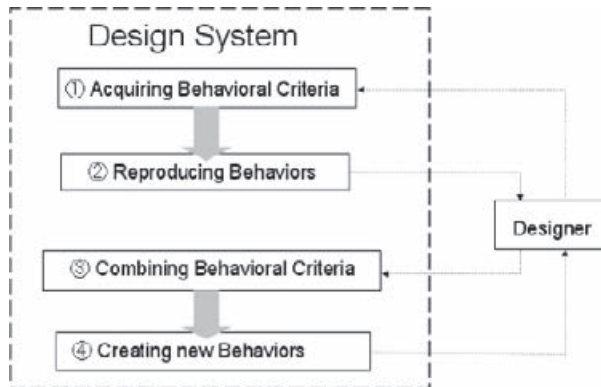 Design System
① Acquiring Behavioral Criteria
② Reproducing Behaviors
Designer
③ Combining Behavioral Criteria
④ Creating new Behaviors